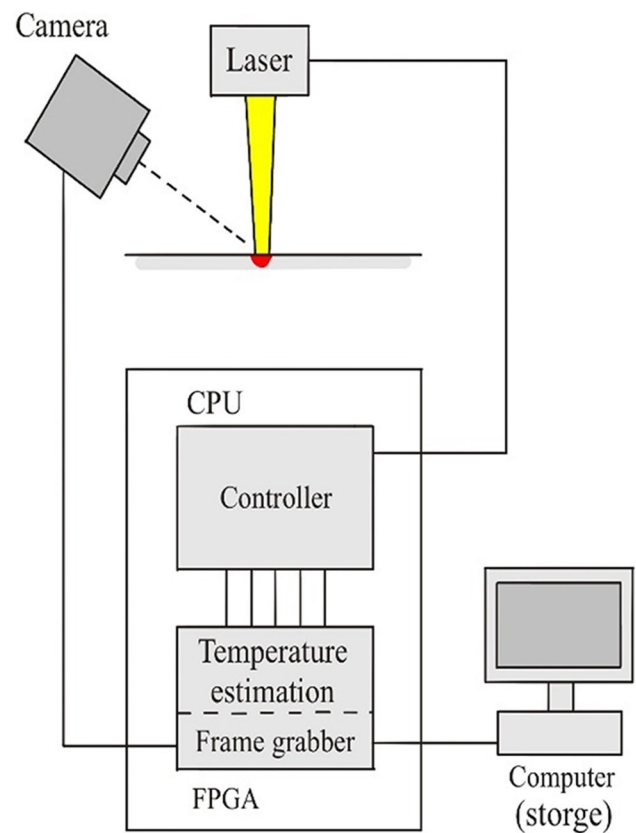 Camera
Laser
CPU
Controller
Temperature
estimation
Frame grabber
FPGA
Computer
(storge)